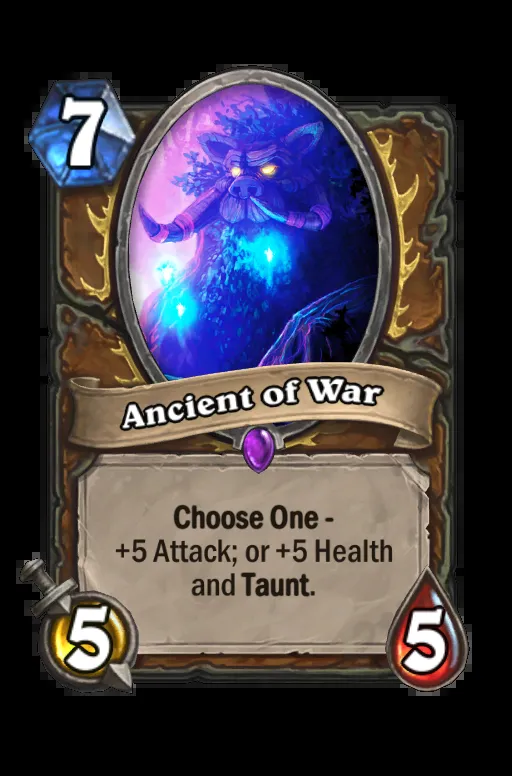 7
Ancient of War
Choose One -
+5 Attack; or +5 Health
and Taunt.
5
5